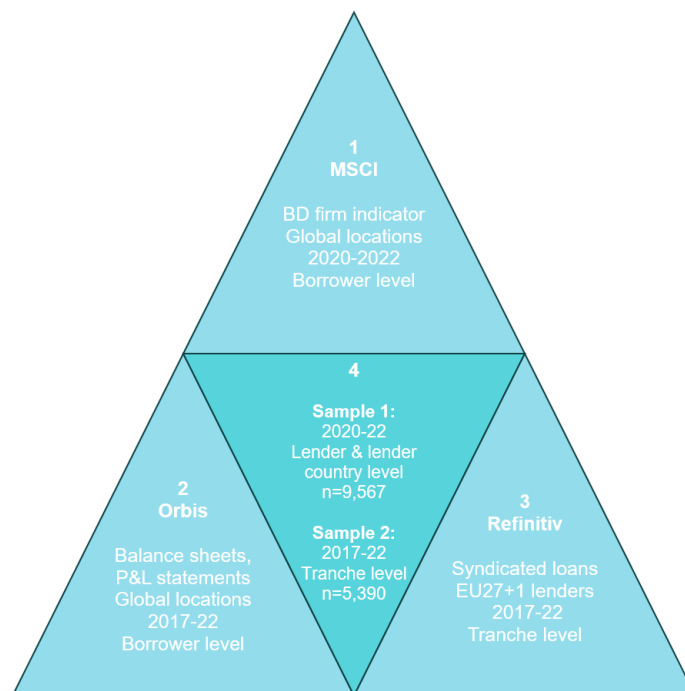 1
MSCI
BD firm indicator
Global locations
2020-2022
Borrower level
4
Sample 1:
2020-22
Lender & lender
country level
n=9,567
Sample 2:
2017-22
Tranche level
n=5,390
2
Orbis
Balance sheets,
P&L statements
Global locations
2017-22
Borrower level
3
Refinitiv
Syndicated loans
EU27+1 lenders
2017-22
Tranche level